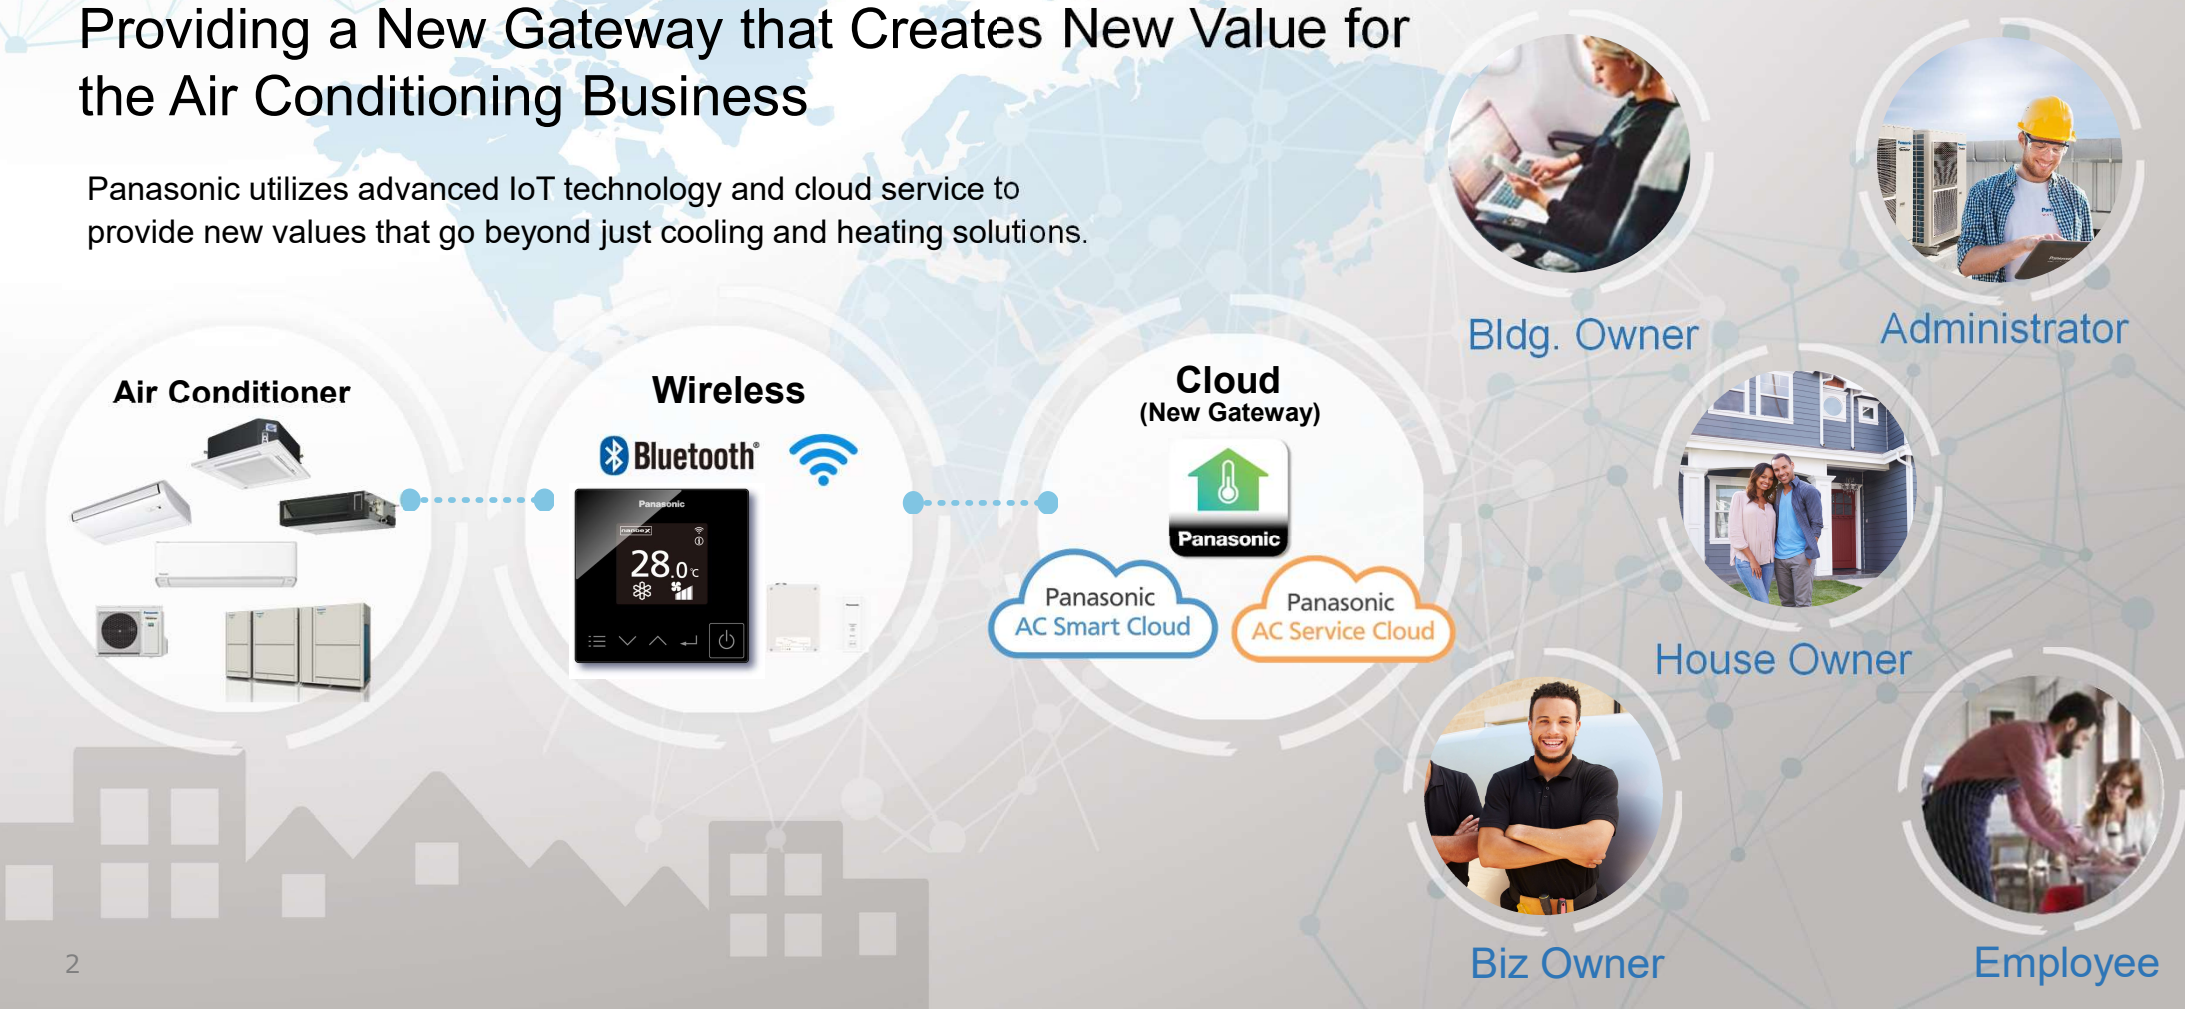 Providing a New Gateway that Creates New Value for
the Air Conditioning Business
Panasonic utilizes advanced IoT technology and cloud service to
provide new values that go beyond just cooling and heating solutions.
Air Conditioner
Wireless
Bluetooth®
Panasonic
nanoeX
28.0℃
Cloud
(New Gateway)
Panasonic
Panasonic
AC Smart Cloud
Panasonic
AC Service Cloud
Bldg. Owner
Administrator
House Owner
Biz Owner
Employee
2